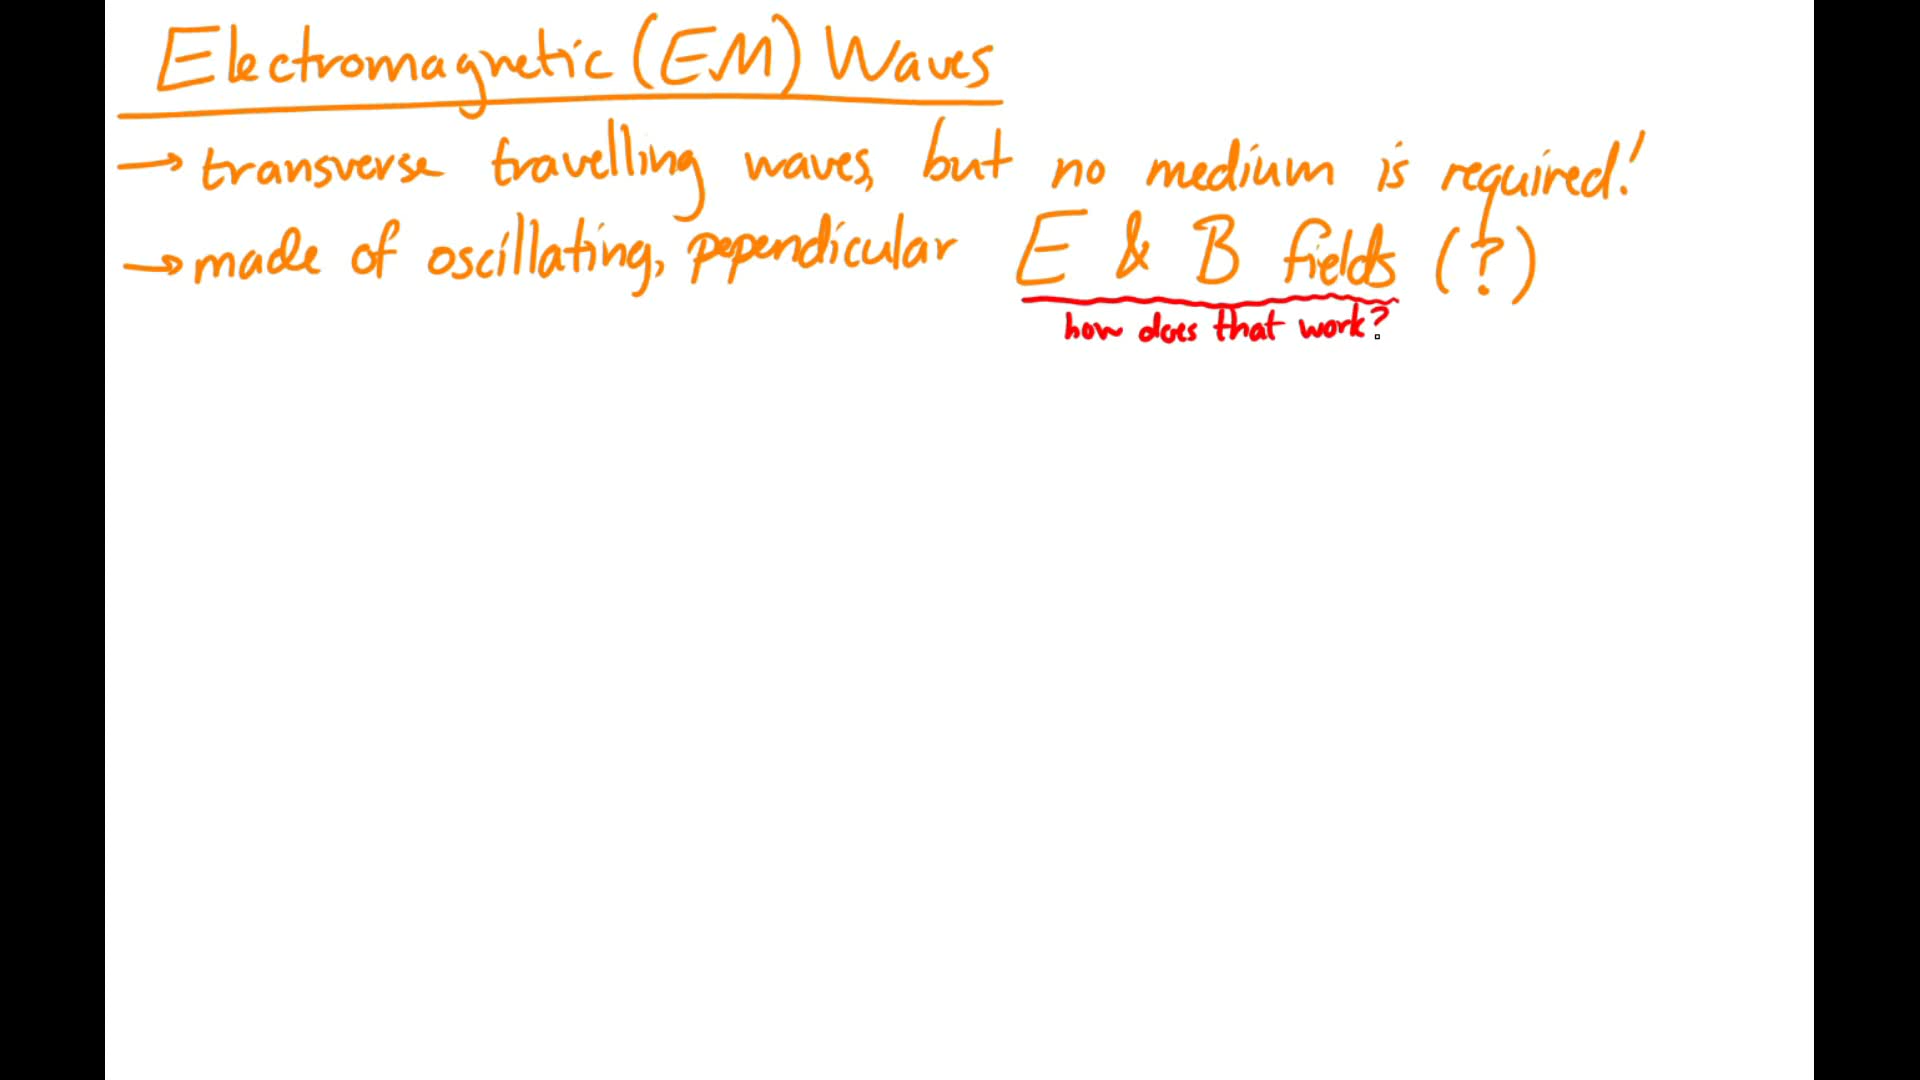 Electromagnetic (EM) Waves
→ transverse travelling waves, but no medium is required!
→ made of oscillating, pependicular E & B fields (?)
how does that work?